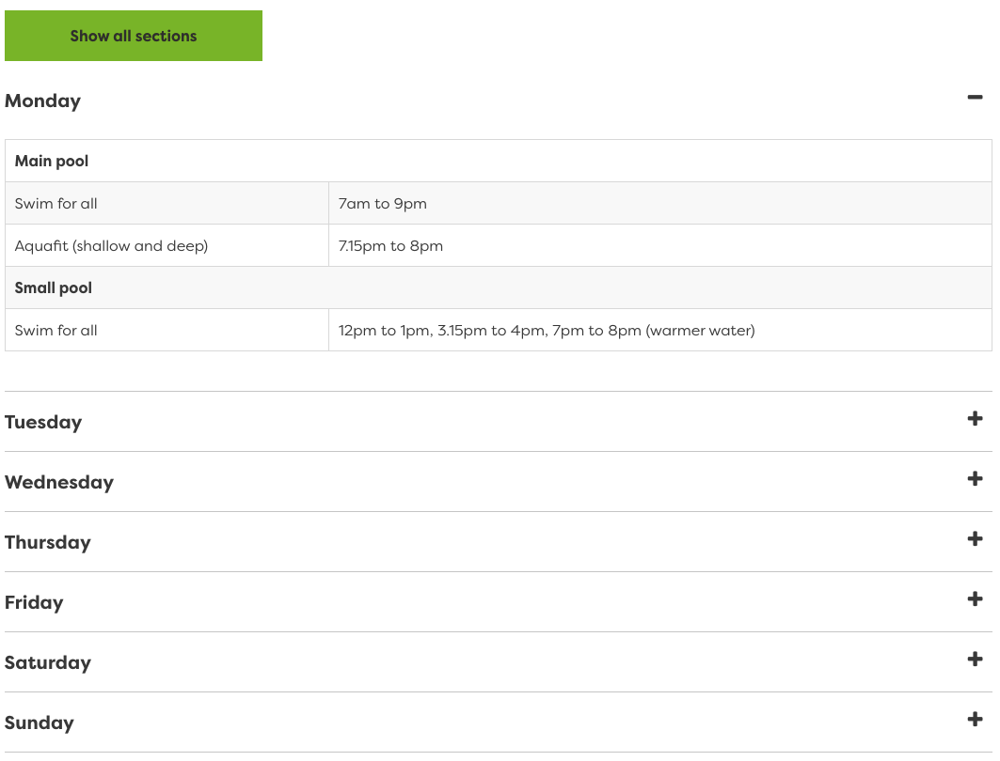 Show all sections
Monday
Main pool
Swim for all 7am to 9pm
Aquafit (shallow and deep) 7.15pm to 8pm
Small pool
Swim for all 12pm to 1pm, 3.15pm to 4pm, 7pm to 8pm (warmer water)
Tuesday
Wednesday
Thursday
Friday
Saturday
Sunday